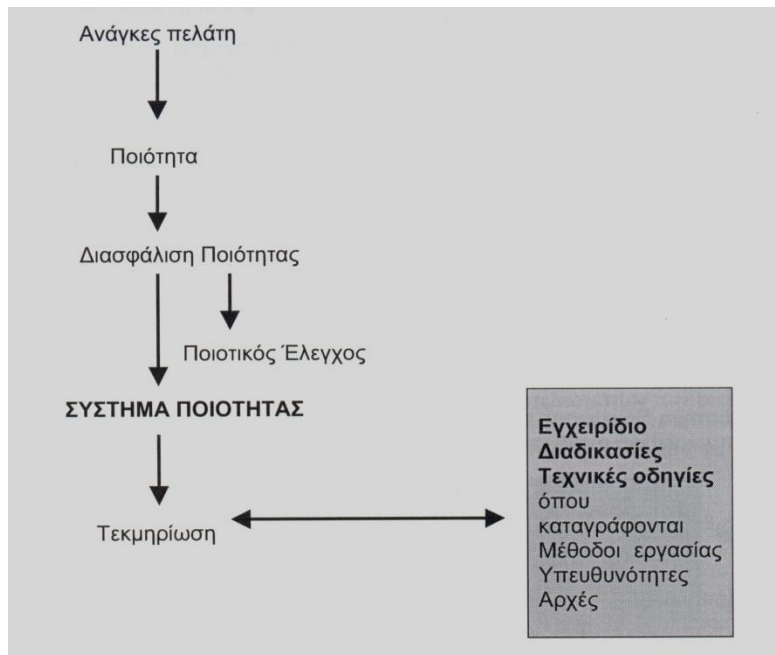 Ανάγκες πελάτη
Ποιότητα
Διασφάλιση Ποιότητας
Ποιοτικός Έλεγχος
ΣΥΣΤΗΜΑ ΠΟΙΟΤΗΤΑΣ
Τεκμηρίωση
Εγχειρίδιο
Διαδικασίες
Τεχνικές οδηγίες
όπου
καταγράφονται
Μέθοδοι εργασίας
Υπευθυνότητες
Αρχές